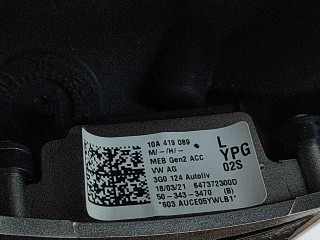 10A 419 089
M/-/H/-
MEB Gen2 ACC
VW AG
3G0 124 Autoliv
18/03/21 647372300D
50-343-3470 (B)
*603 AUCE05YWLB1*
L
YPG
02S